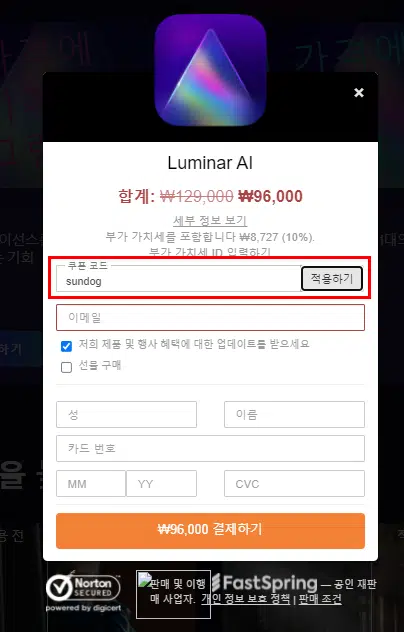 Luminar AI
합계: ₩129,000 ₩96,000
세부 정보 보기
부가 가치세를 포함합니다 ₩8,727 (10%).
부가 가치세 ID 입력하기
쿠폰 코드
sundog
적용하기
이메일
저희 제품 및 행사 혜택에 대한 업데이트를 받으세요
선물 구매
성
이름
카드 번호
MM
YY
CVC
₩96,000 결제하기
Norton
SECURED
powered by digicert
판매 및 이행
FastSpring — 공인 재판
매 사업자. 개인 정보 보호 정책 | 판매 조건